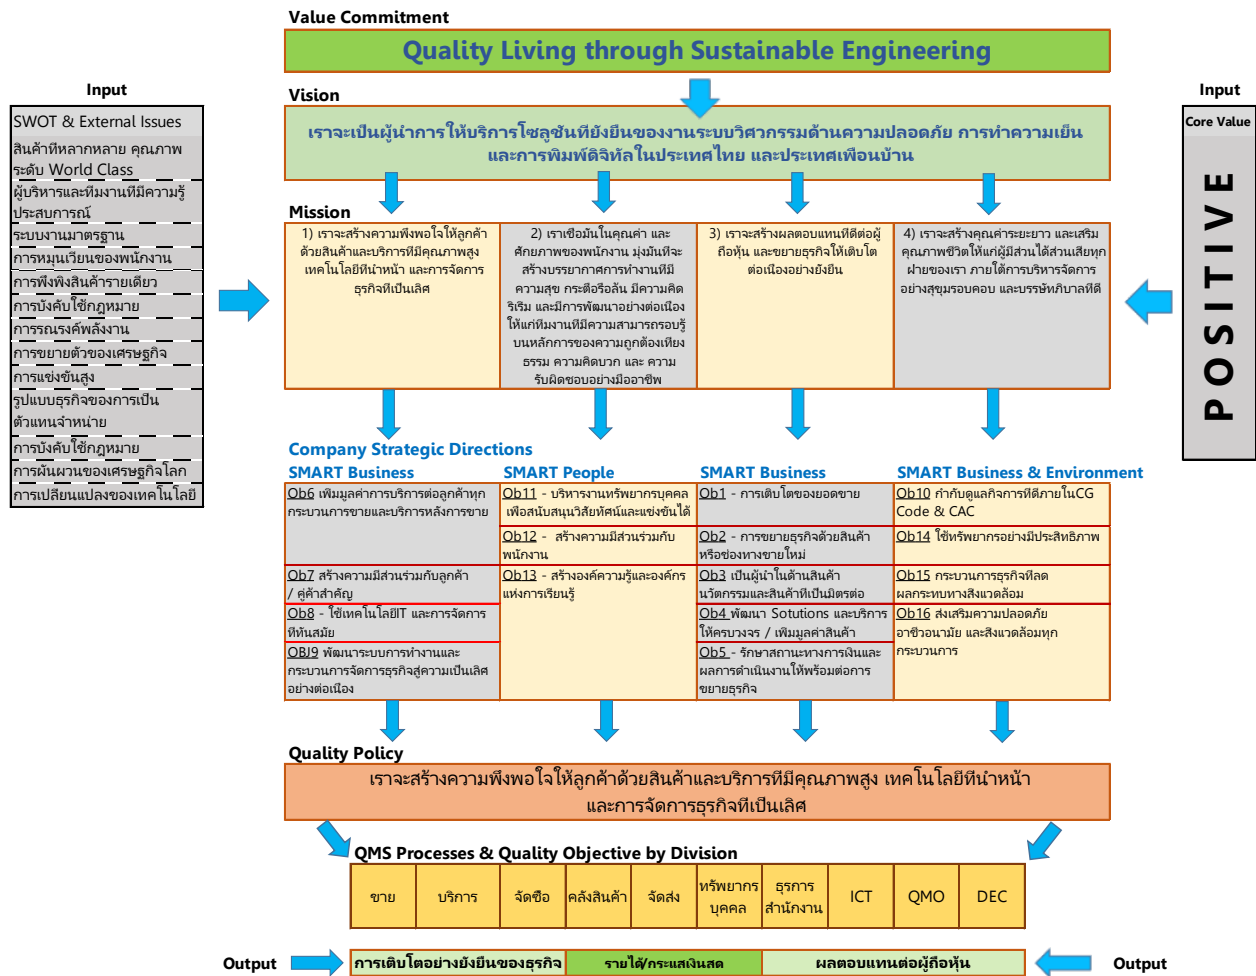 Value Commitment
Quality Living through Sustainable Engineering
Input
SWOT & External Issues
สินค้าที่หลากหลาย คุณภาพ
ระดับ World Class
ผู้บริหารและทีมงานที่มีความรู้
ประสบการณ์
ระบบงานมาตรฐาน
การหมุนเวียนของพนักงาน
การพึ่งพิงสินค้ารายเดียว
การบังคับใช้กฎหมาย
การรณรงค์พลังงาน
การขยายตัวของเศรษฐกิจ
การแข่งขันสูง
รูปแบบธุรกิจของการเป็น
ตัวแทนจำหน่าย
การบังคับใช้กฎหมาย
การผันผวนของเศรษฐกิจโลก
การเปลี่ยนแปลงของเทคโนโลยี
Vision
เราจะเป็นผู้นำการให้บริการโซลูชันที่ยั่งยืนของงานระบบวิศวกรรมด้านความปลอดภัย การทำความเย็น
และการพิมพ์ดิจิทัลในประเทศไทย และประเทศเพื่อนบ้าน
Input
Core Value
POSITIVE
Mission
1) เราจะสร้างความพึงพอใจให้ลูกค้า
ด้วยสินค้าและบริการที่มีคุณภาพสูง
เทคโนโลยีที่นำหน้า และการจัดการ
ธุรกิจที่เป็นเลิศ
2) เราเชื่อมั่นในคุณค่า และ
ศักยภาพของพนักงาน มุ่งมั่นที่จะ
สร้างบรรยากาศการทำงานที่มี
ความสุข กระตือรือล้น มีความคิด
ริเริ่ม และมีการพัฒนาอย่างต่อเนื่อง
ให้แก่ทีมงานที่มีความสามารถรอบรู้
บนหลักการของความถูกต้องเที่ยง
ธรรม ความคิดบวก และ ความ
รับผิดชอบอย่างมืออาชีพ
3) เราจะสร้างผลตอบแทนที่ดีต่อผู้
ถือหุ้น และขยายธุรกิจให้เติบโต
ต่อเนื่องอย่างยั่งยืน
4) เราจะสร้างคุณค่าระยะยาว และเสริม
คุณภาพชีวิตให้แก่ผู้มีส่วนได้ส่วนเสียทุก
ฝ่ายของเรา ภายใต้การบริหารจัดการ
อย่างสุขุมรอบคอบ และบรรษัทภิบาลที่ดี
Company Strategic Directions
SMART Business
Ob6 เพิ่มมูลค่าการบริการต่อลูกค้าทุก
กระบวนการขายและบริการหลังการขาย
Ob7 สร้างความมีส่วนร่วมกับลูกค้า
/ คู่ค้าสำคัญ
Ob8 - ใช้เทคโนโลยีIT และการจัดการ
ที่ทันสมัย
OBJ9 พัฒนาระบบการทำงานและ
กระบวนการจัดการธุรกิจสู่ความเป็นเลิศ
อย่างต่อเนื่อง
SMART People
Ob11 - บริหารงานทรัพยากรบุคคล
เพื่อสนับสนุนวิสัยทัศน์และแข่งขันได้
Ob12 - สร้างความมีส่วนร่วมกับ
พนักงาน
Ob13 - สร้างองค์ความรู้และองค์กร
แห่งการเรียนรู้
SMART Business
Ob1 - การเติบโตของยอดขาย
Ob2 - การขยายธุรกิจด้วยสินค้า
หรือช่องทางขายใหม่
Ob3 เป็นผู้นำในด้านสินค้า
นวัตกรรมและสินค้าที่เป็นมิตรต่อ
Ob4 พัฒนา Sotutions และบริการ
ให้ครบวงจร / เพิ่มมูลค่าสินค้า
Ob5 - รักษาสถานะทางการเงินและ
ผลการดำเนินงานให้พร้อมต่อการ
ขยายธุรกิจ
SMART Business & Environment
Ob10 กำกับดูแลกิจการที่ดีภายในCG
Code & CAC
Ob14 ใช้ทรัพยากรอย่างมีประสิทธิภาพ
Ob15 กระบวนการธุรกิจที่ลด
ผลกระทบทางสิ่งแวดล้อม
Ob16 ส่งเสริมความปลอดภัย
อาชีวอนามัย และสิ่งแวดล้อมทุก
กระบวนการ
Quality Policy
เราจะสร้างความพึงพอใจให้ลูกค้าด้วยสินค้าและบริการที่มีคุณภาพสูง เทคโนโลยีที่นำหน้า
และการจัดการธุรกิจที่เป็นเลิศ
QMS Processes & Quality Objective by Division
ขาย
บริการ
จัดซื้อ
คลังสินค้า
จัดส่ง
ทรัพยากร
บุคคล
ธุรการ
สำนักงาน
ICT
QMO
DEC
Output
การเติบโตอย่างยั่งยืนของธุรกิจ
รายได้/กระแสเงินสด
ผลตอบแทนต่อผู้ถือหุ้น
Output